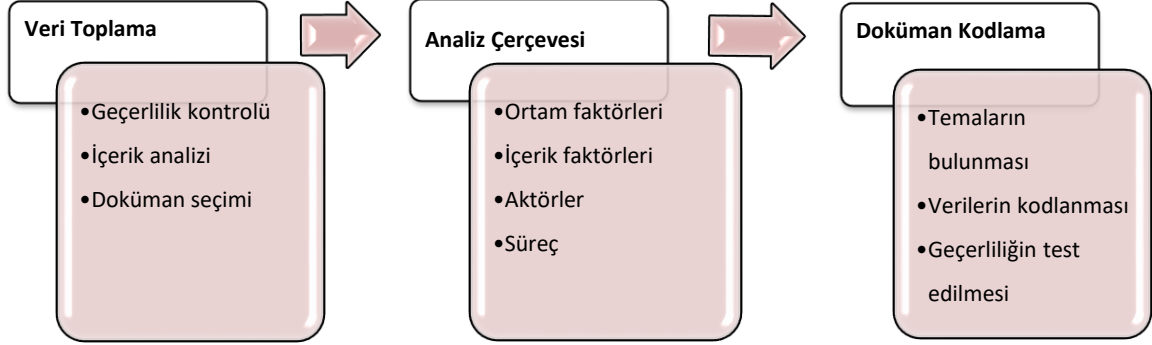 Veri Toplama
•Geçerlilik kontrolü
•İçerik analizi
•Doküman seçimi
Analiz Çerçevesi
•Ortam faktörleri
•İçerik faktörleri
•Aktörler
•Süreç
Doküman Kodlama
•Temaların
bulunması
•Verilerin kodlanması
•Geçerliliğin test
edilmesi